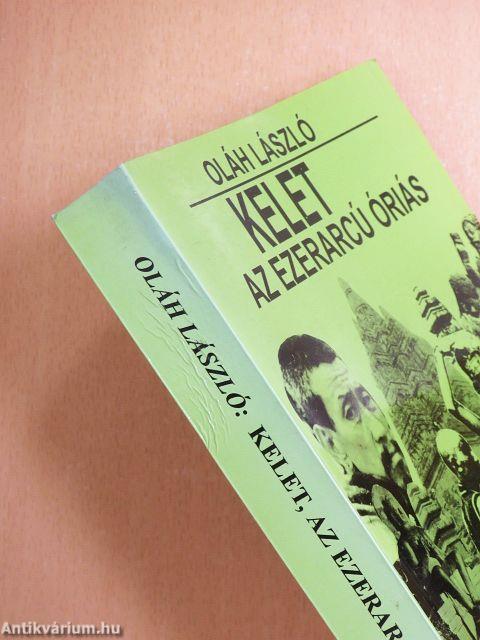 OLÁH LÁSZLÓ
KELET
AZ EZERARCÚ ÓRIÁS
OLÁH LÁSZLÓ: KELET, AZ EZERAR
Antikvárium.hu